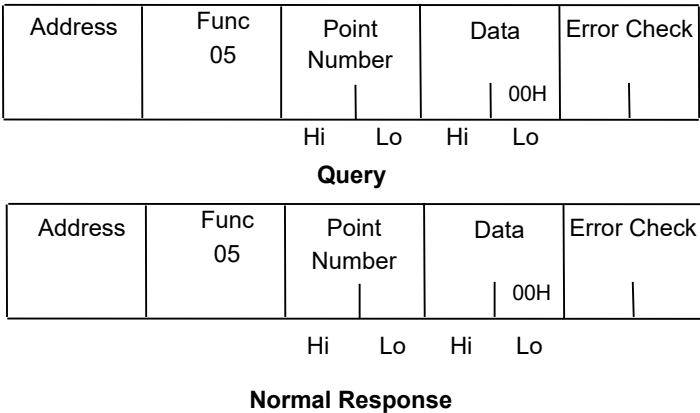 Address Func Point Data Error Check
05 Number
00H
Hi Lo Hi Lo
Query
Address Func Point Data Error Check
05 Number
00H
Hi Lo Hi Lo
Normal Response